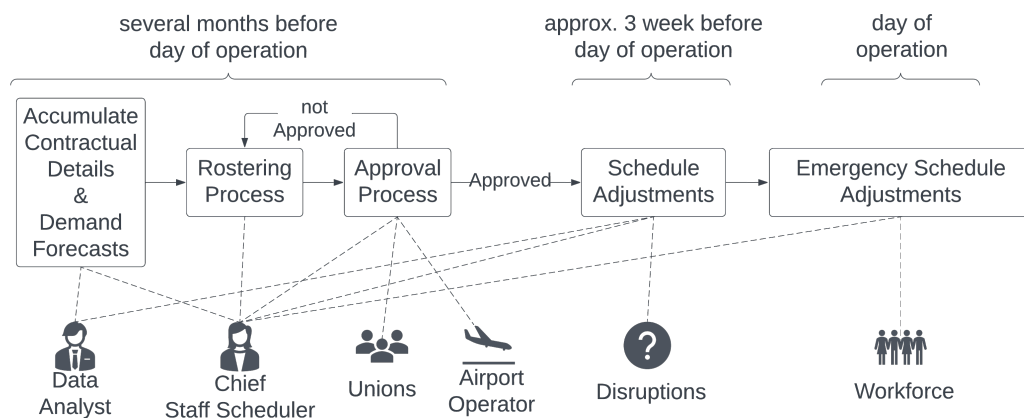 several months before
day of operation
approx. 3 week before
day of operation
day of
operation
Accumulate
Contractual
Details
&
Demand
Forecasts
not
Approved
Rostering
Process
Approval
Process
Approved
Schedule
Adjustments
Emergency Schedule
Adjustments
Data
Analyst
Chief
Staff Scheduler
Unions
Airport
Operator
?
Disruptions
Workforce